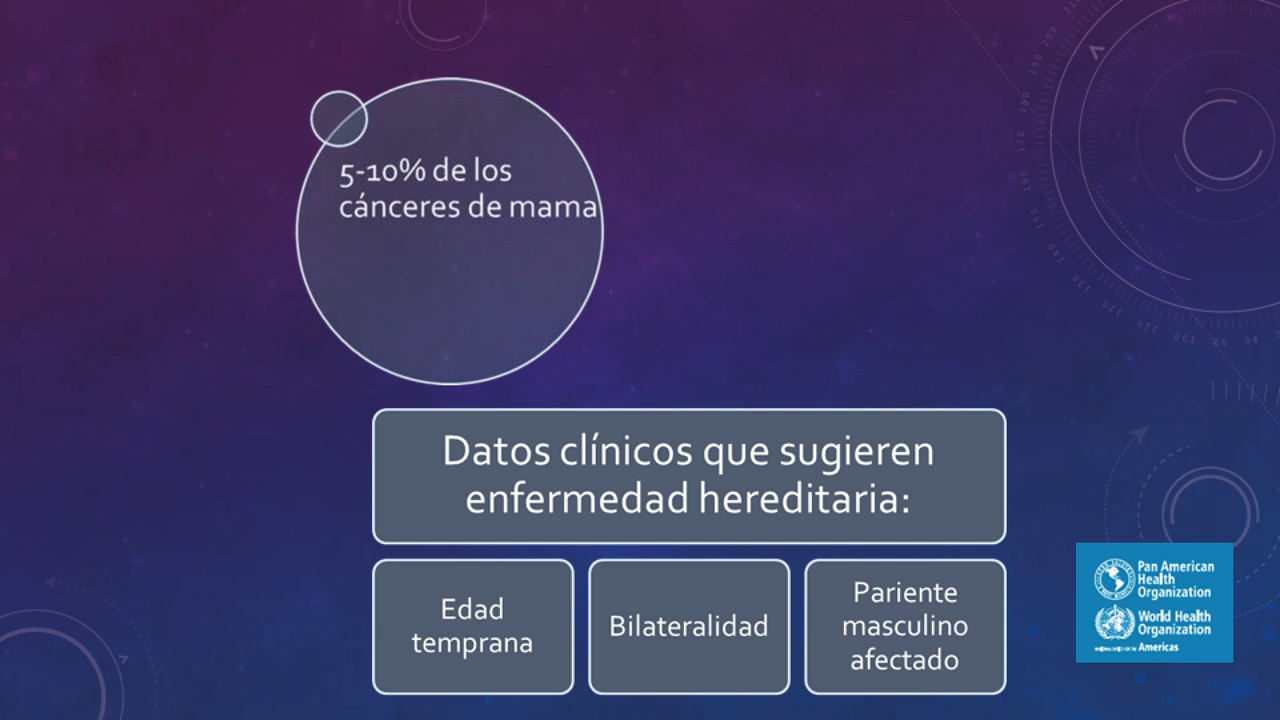 5-10% de los
cánceres de mama
Datos clínicos que sugieren
enfermedad hereditaria:
Edad
temprana
Bilateralidad
Pariente
masculino
afectado
Pan American
Health
Organization
World Health
Organization
Americas